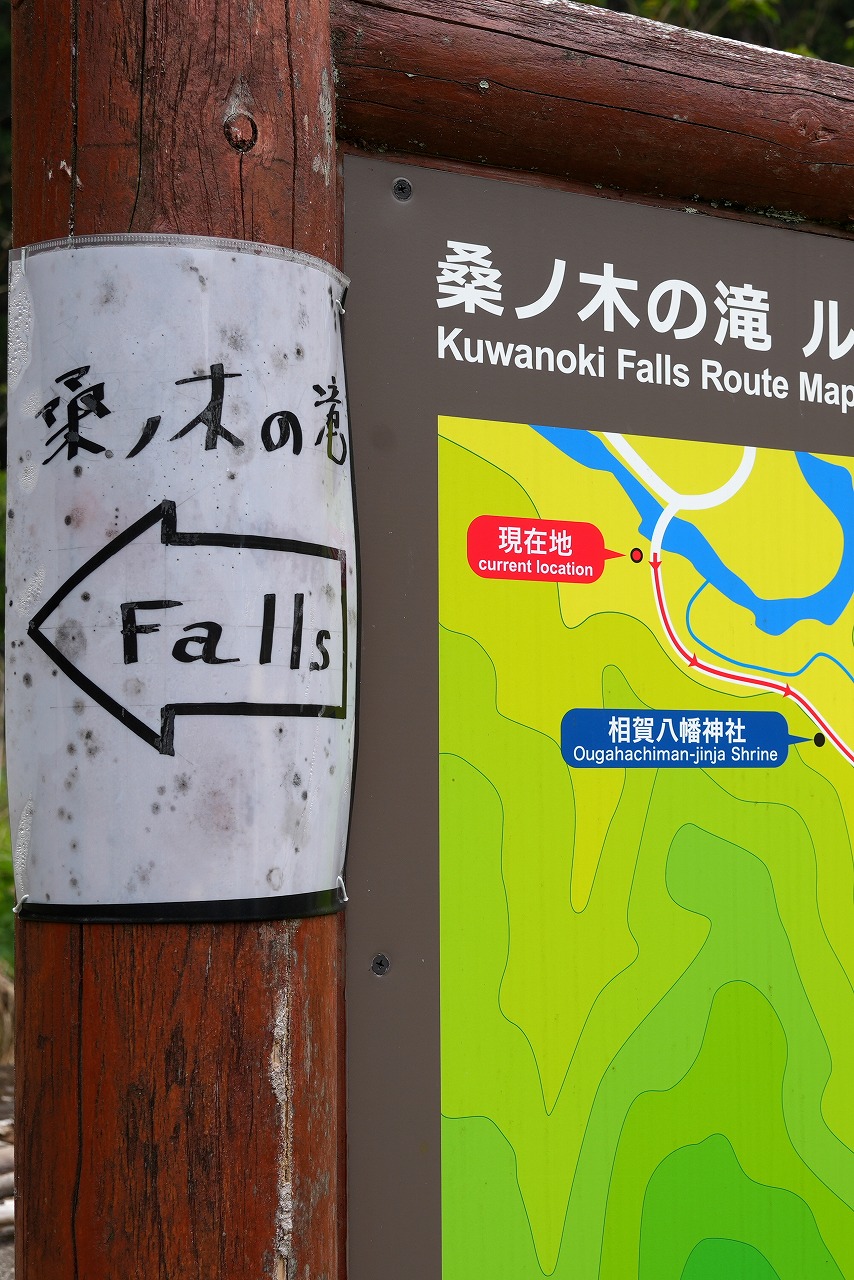 桑ノ木の滝
Falls
桑ノ木の滝 ル
Kuwanoki Falls Route Map
現在地
current location
相賀八幡神社
Ougahachiman-jinja Shrine